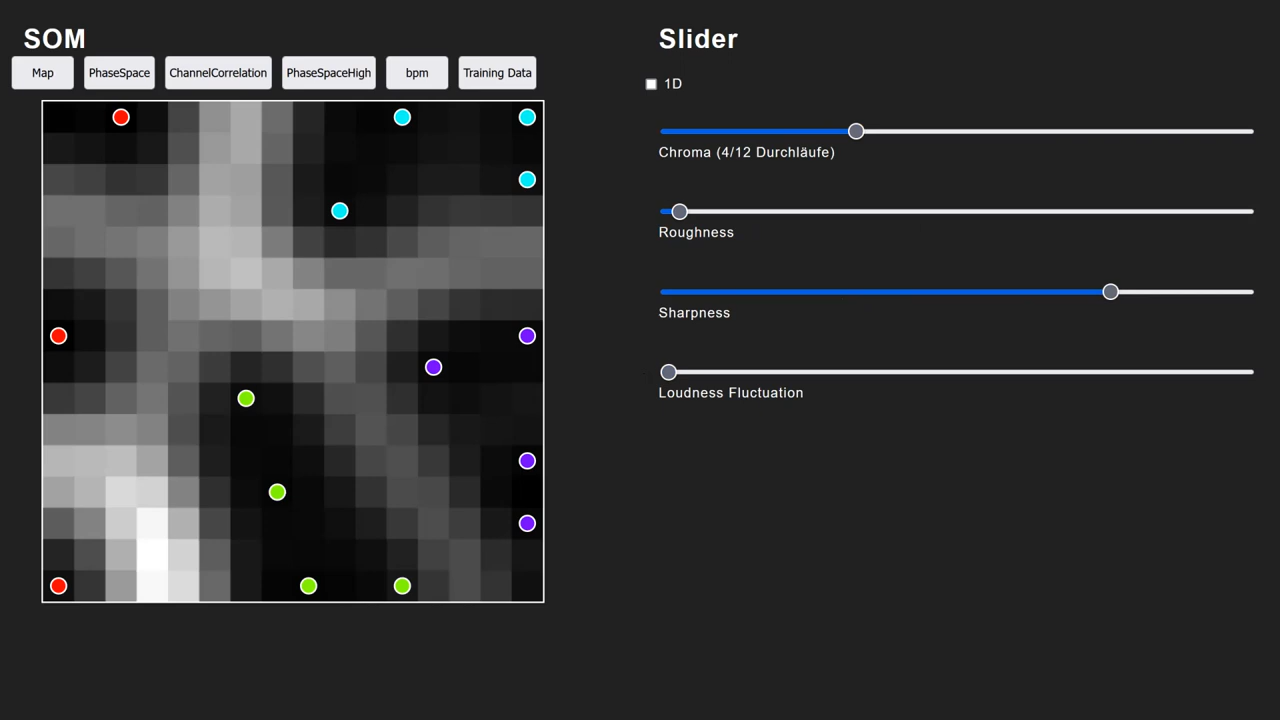 SOM
Map PhaseSpace ChannelCorrelation PhaseSpaceHigh bpm Training Data
Slider
1D
Chroma (4/12 Durchläufe)
Roughness
Sharpness
Loudness Fluctuation